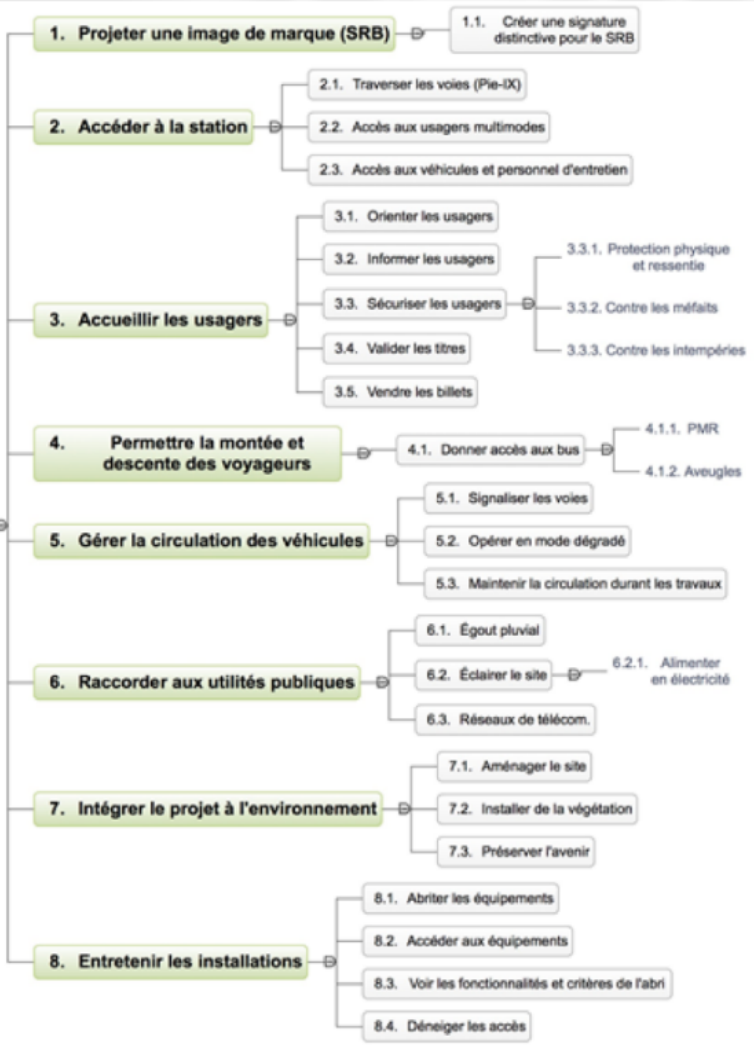 1. Projeter une image de marque (SRB)
1.1. Créer une signature
distinctive pour le SRB
2. Accéder à la station
2.1. Traverser les voies (Pie-IX)
2.2. Accès aux usagers multimodes
2.3. Accès aux véhicules et personnel d'entretien
3. Accueillir les usagers
3.1. Orienter les usagers
3.2. Informer les usagers
3.3. Sécuriser les usagers
3.3.1. Protection physique
et ressentie
3.3.2. Contre les méfaits
3.3.3. Contre les intempéries
3.4. Valider les titres
3.5. Vendre les billets
4. Permettre la montée et
descente des voyageurs
4.1. Donner accès aux bus
4.1.1. PMR
4.1.2. Aveugles
5. Gérer la circulation des véhicules
5.1. Signaliser les voies
5.2. Opérer en mode dégradé
5.3. Maintenir la circulation durant les travaux
6. Raccorder aux utilités publiques
6.1. Égout pluvial
6.2. Éclairer le site
6.2.1. Alimenter
en électricité
6.3. Réseaux de télécom.
7. Intégrer le projet à l'environnement
7.1. Aménager le site
7.2. Installer de la végétation
7.3. Préserver l'avenir
8. Entretenir les installations
8.1. Abriter les équipements
8.2. Accéder aux équipements
8.3. Voir les fonctionnalités et critères de l'abri
8.4. Déneiger les accès